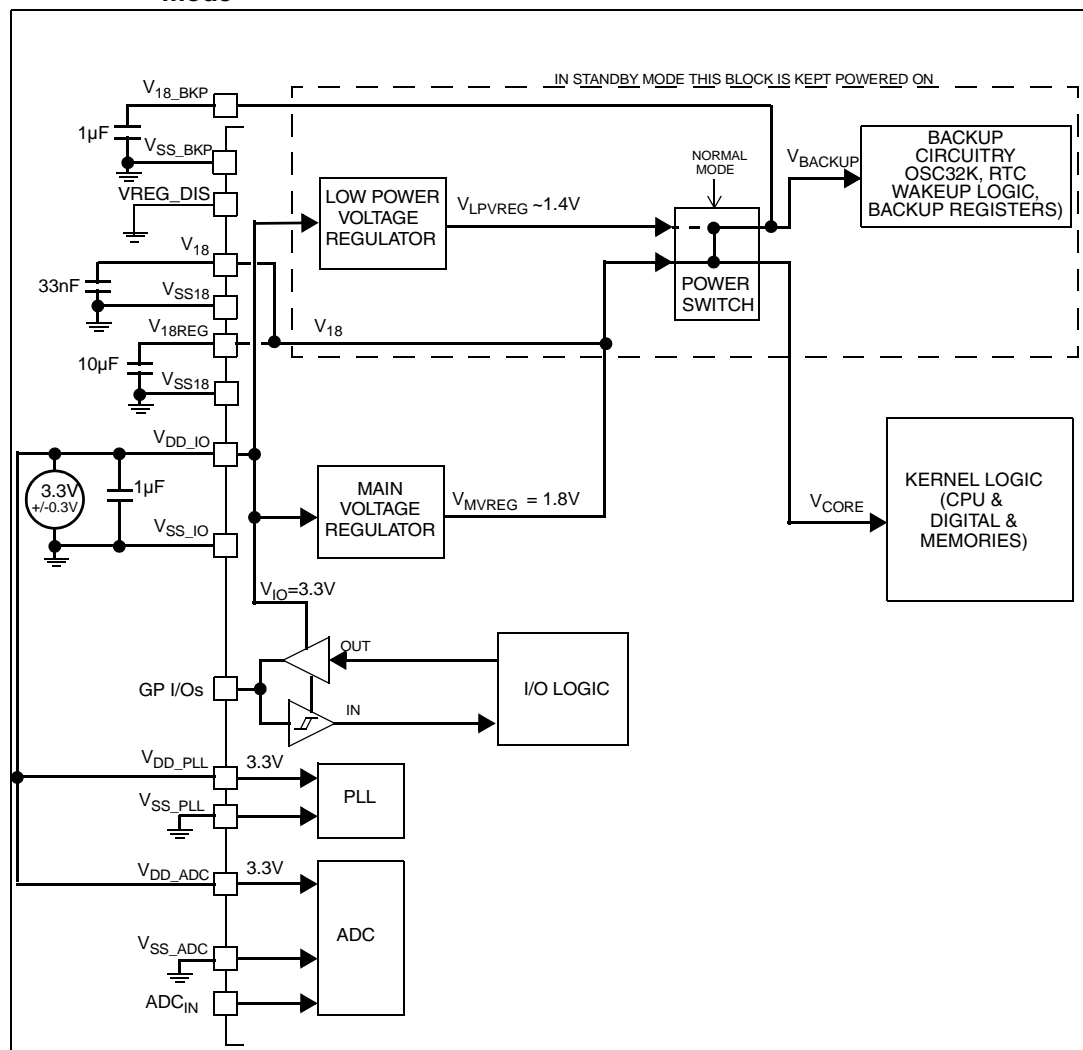 Mode
IN STANDBY MODE THIS BLOCK IS KEPT POWERED ON
V18_BKP
1µF
VSS_BKP
VREG_DIS
V18
33nF
VSS18
V18REG
10µF
VSS18
V18
LOW POWER
VOLTAGE
REGULATOR
VLPVREG ~1.4V
NORMAL
MODE
POWER
SWITCH
VBACKUP
BACKUP
CIRCUITRY
OSC32K, RTC
WAKEUP LOGIC,
BACKUP REGISTERS)
VDD_IO
3.3V
+/-0.3V
1µF
VSS_IO
MAIN
VOLTAGE
REGULATOR
VMVREG = 1.8V
VCORE
KERNEL LOGIC
(CPU &
DIGITAL &
MEMORIES)
VIO=3.3V
OUT
GP I/Os
IN
I/O LOGIC
VDD_PLL
3.3V
VSS_PLL
PLL
VDD_ADC
3.3V
VSS_ADC
ADC
ADCIN